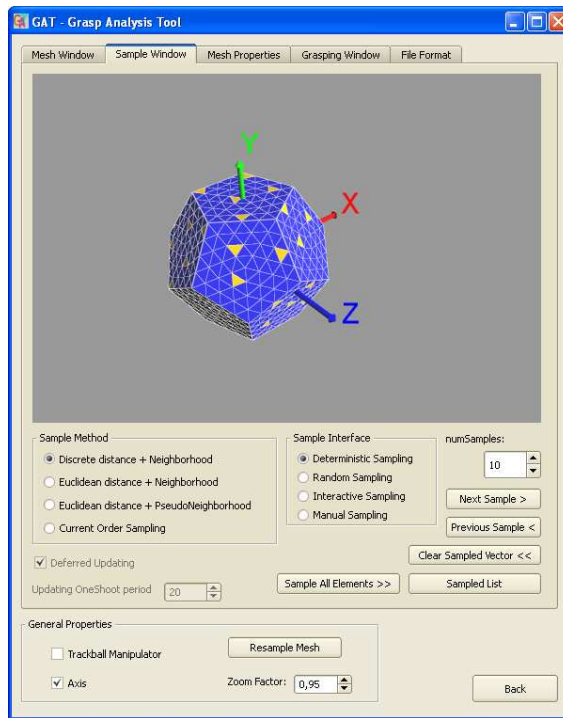 GAT - Grasp Analysis Tool
Mesh Window Sample Window Mesh Properties Grasping Window File Format
Y
X
Z
Sample Method
Discrete distance + Neighborhood
Euclidean distance + Neighborhood
Euclidean distance + PseudoNeighborhood
Current Order Sampling
Sample Interface
Deterministic Sampling
Random Sampling
Interactive Sampling
Manual Sampling
numSamples:
10
Next Sample >
Previous Sample <
Deferred Updating
Clear Sampled Vector <<
Updating OneShoot period 20
Sample All Elements >>
Sampled List
General Properties
Trackball Manipulator
Resample Mesh
Axis
Zoom Factor: 0,95
Back